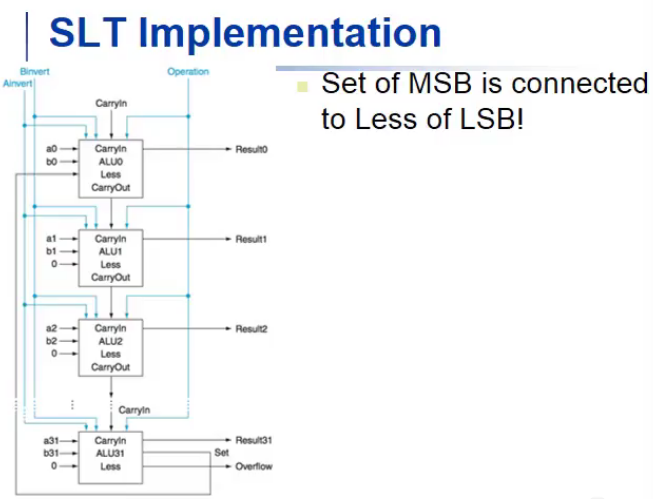 SLT Implementation
Set of MSB is connected
to Less of LSB!
Binvert
Operation
Ainvert
CarryIn
a0
CarryIn
Result0
b0
ALU0
Less
CarryOut
a1
CarryIn
Result1
b1
ALU1
0
Less
CarryOut
a2
CarryIn
Result2
b2
ALU2
0
Less
CarryOut
CarryIn
a31
CarryIn
Result31
b31
ALU31
Set
0
Less
Overflow